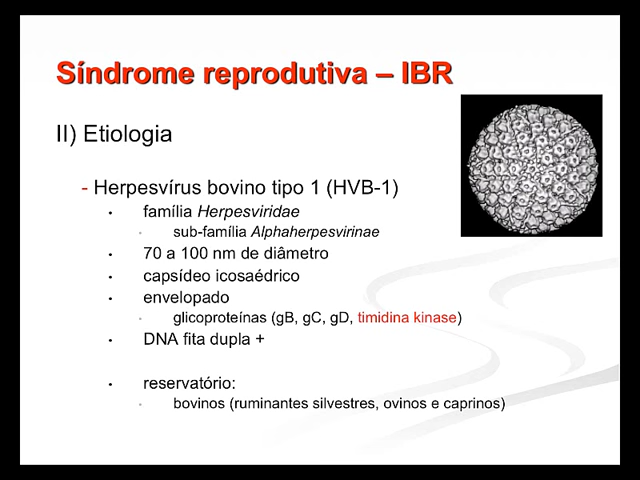 Síndrome reprodutiva – IBR
II) Etiologia
- Herpesvírus bovino tipo 1 (HVB-1)
• família Herpesviridae
• sub-família Alphaherpesvirinae
• 70 a 100 nm de diâmetro
• capsídeo icosaédrico
• envelopado
• glicoproteínas (gB, gC, gD, timidina kinase)
• DNA fita dupla +
• reservatório:
• bovinos (ruminantes silvestres, ovinos e caprinos)